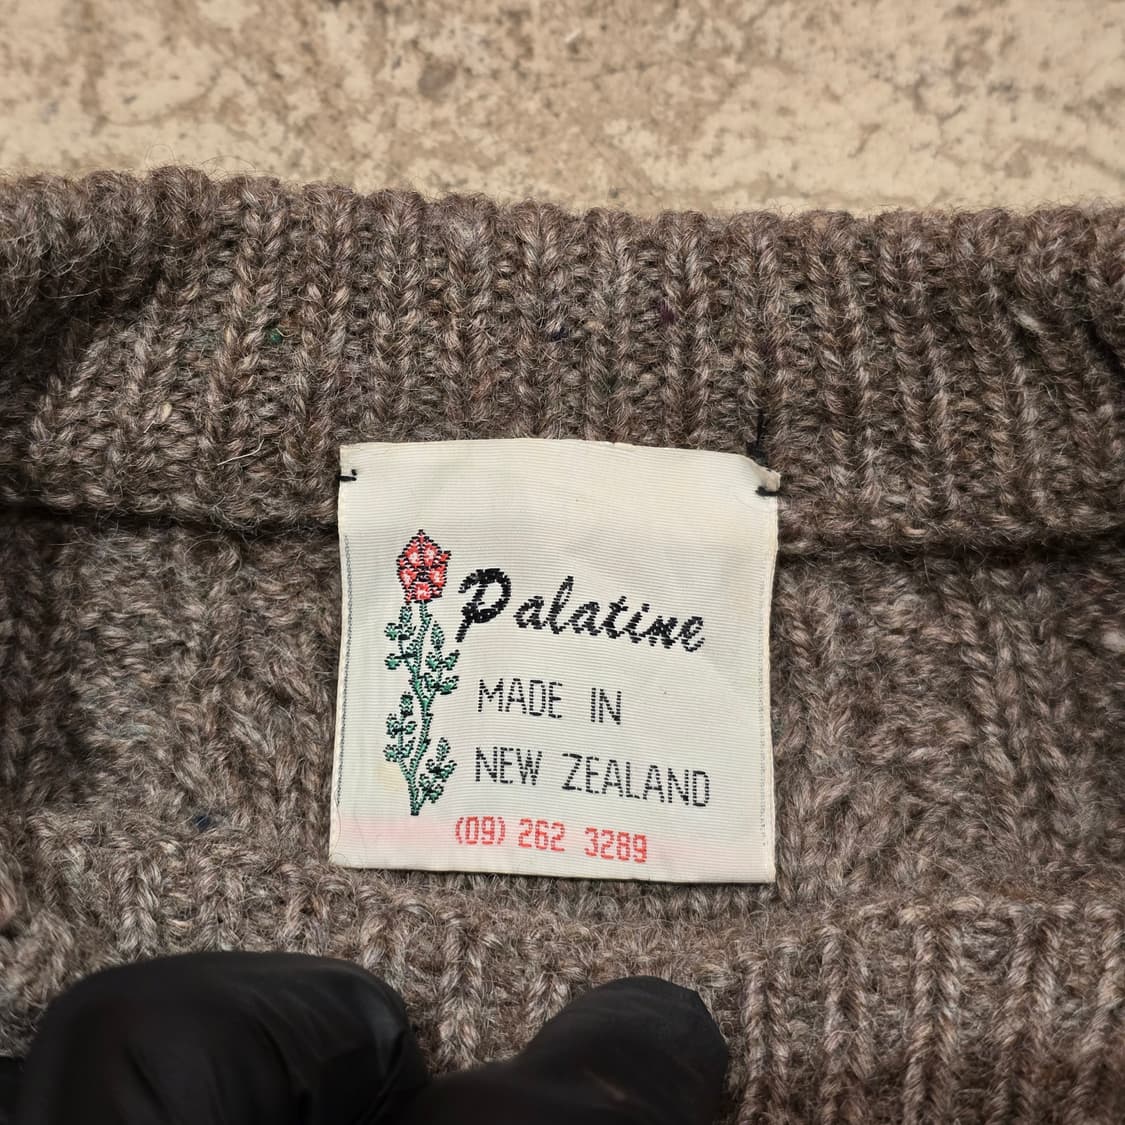 Palatine
MADE IN
NEW ZEALAND
(09) 262 3289